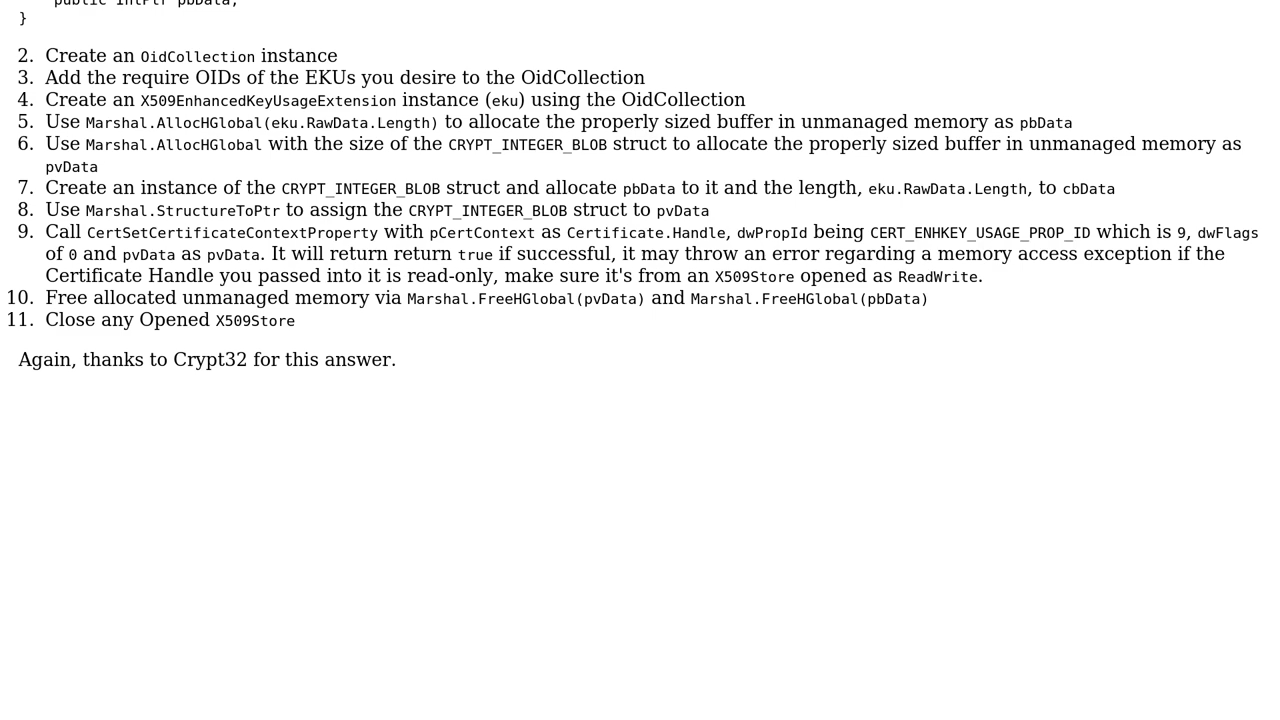 public IntPtr pbData;
}
2. Create an OidCollection instance
3. Add the require OIDs of the EKUs you desire to the OidCollection
4. Create an X509EnhancedKeyUsageExtension instance (eku) using the OidCollection
5. Use Marshal.AllocHGlobal(eku.RawData.Length) to allocate the properly sized buffer in unmanaged memory as pbData
6. Use Marshal.AllocHGlobal with the size of the CRYPT_INTEGER_BLOB struct to allocate the properly sized buffer in unmanaged memory as
pvData
7. Create an instance of the CRYPT_INTEGER_BLOB struct and allocate pbData to it and the length, eku.RawData.Length, to cbData
8. Use Marshal.StructureToPtr to assign the CRYPT_INTEGER_BLOB struct to pvData
9. Call CertSetCertificateContextProperty with pCertContext as Certificate.Handle, dwPropId being CERT_ENHKEY_USAGE_PROP_ID which is 9, dwFlags
of 0 and pvData as pvData. It will return return true if successful, it may throw an error regarding a memory access exception if the
Certificate Handle you passed into it is read-only, make sure it's from an X509Store opened as ReadWrite.
10. Free allocated unmanaged memory via Marshal.FreeHGlobal(pvData) and Marshal.FreeHGlobal(pbData)
11. Close any Opened X509Store
Again, thanks to Crypt32 for this answer.